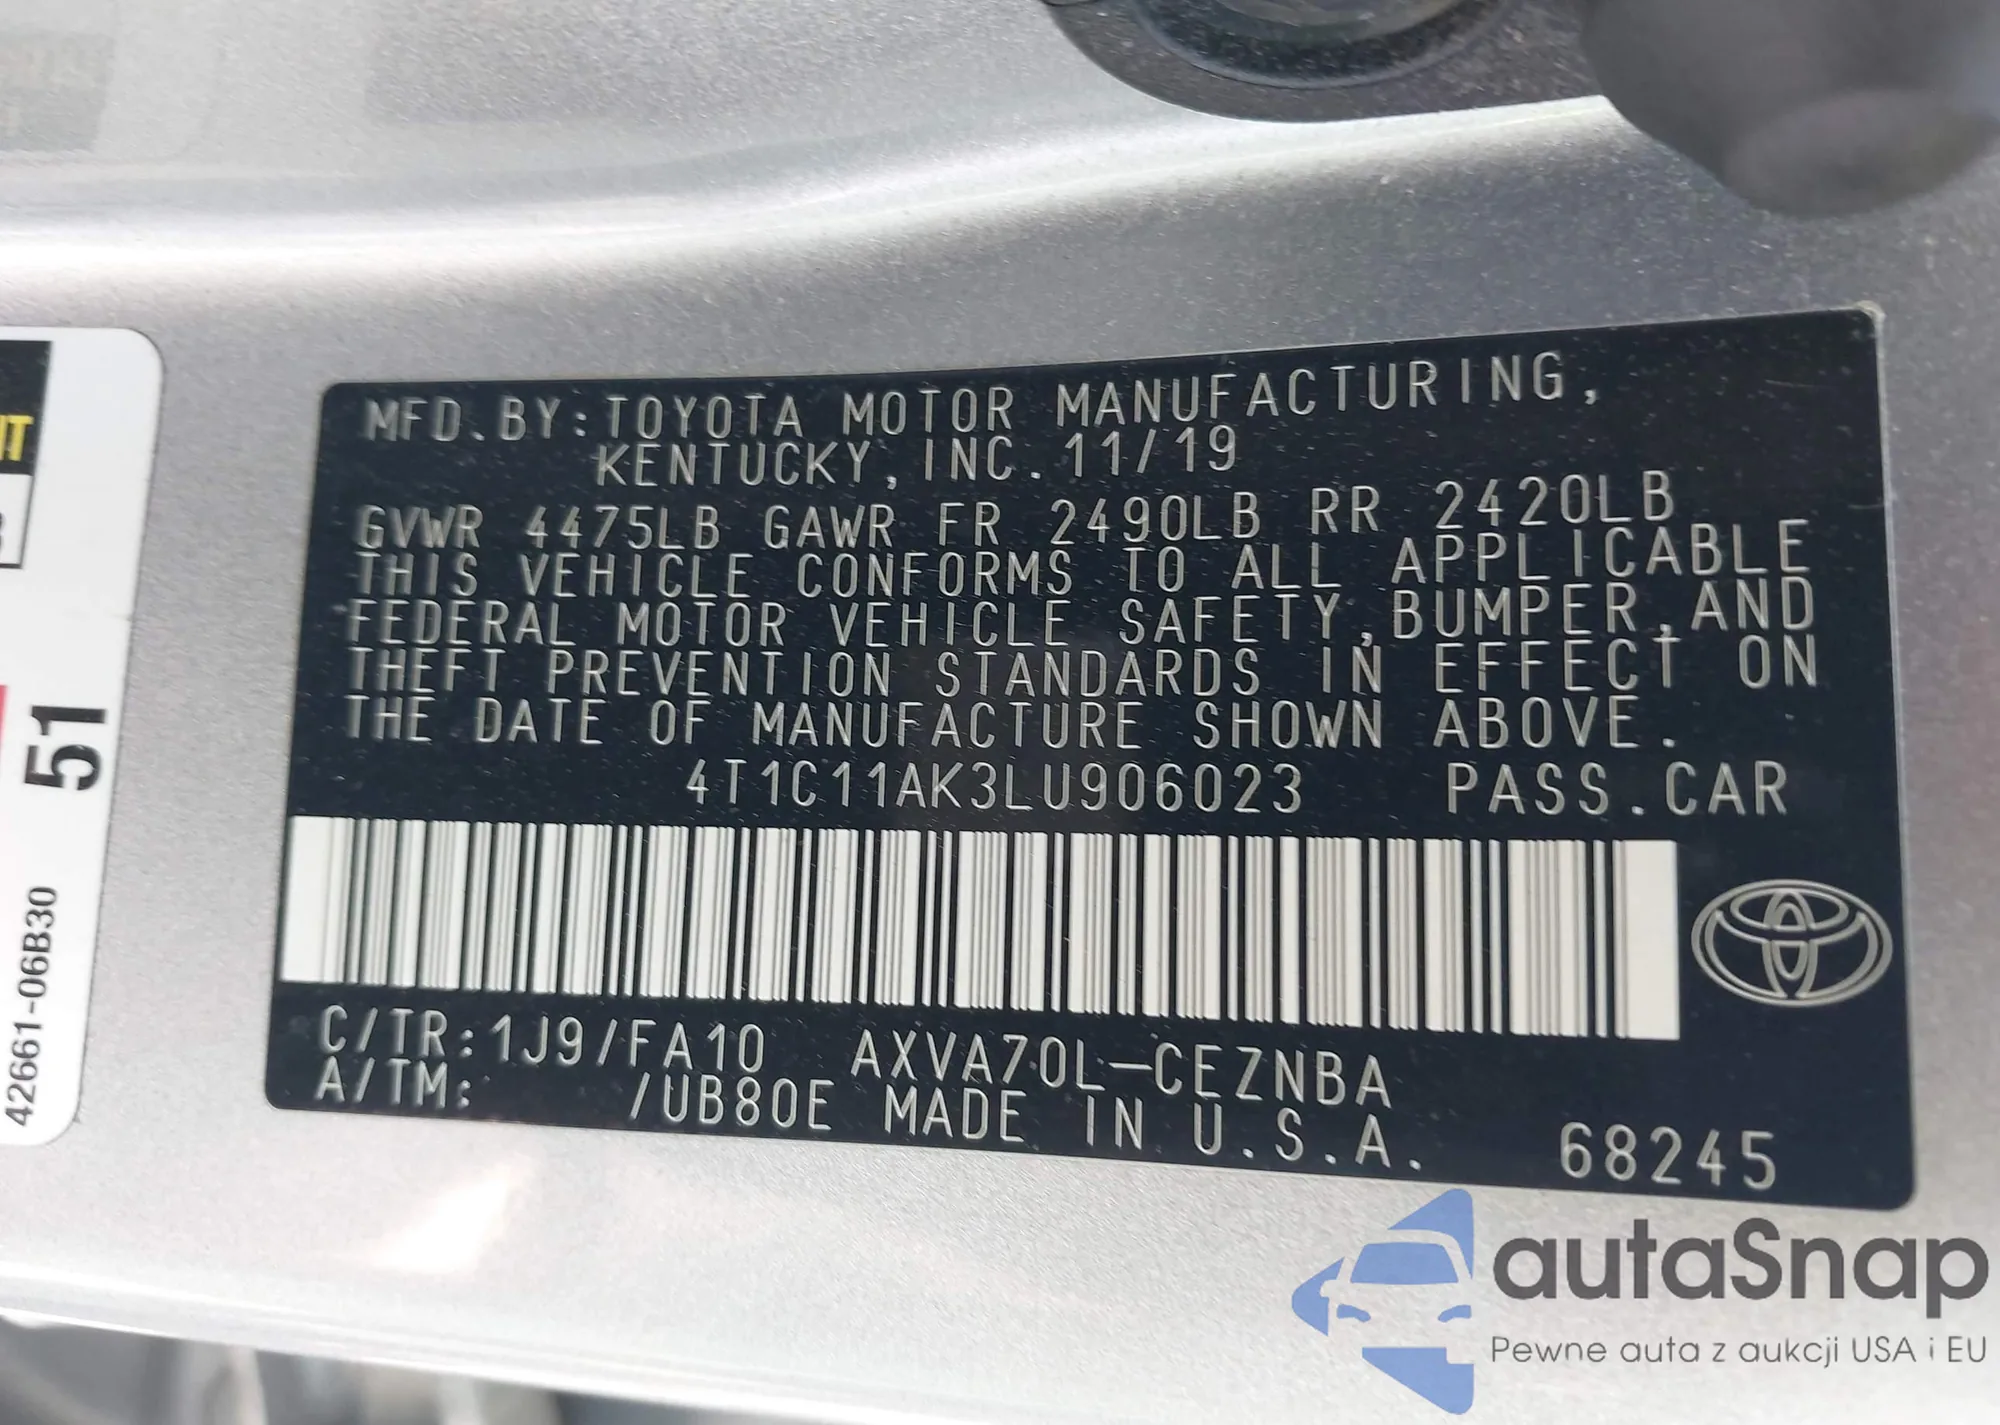 MFD.BY:TOYOTA MOTOR MANUFACTURING,
KENTUCKY,INC.11/19
GVWR 4475LB GAWR FR 2490LB RR 2420LB
THIS VEHICLE CONFORMS TO ALL APPLICABLE
FEDERAL MOTOR VEHICLE SAFETY,BUMPER,AND
THEFT PREVENTION STANDARDS IN EFFECT ON
THE DATE OF MANUFACTURE SHOWN ABOVE.
4T1C11AK3LU906023 PASS.CAR
C/TR:1J9/FA10 AXVA70L-CEZNBA
A/TM: /UB80E MADE IN U.S.A. 68245
51
42661-06B30
autaSnap
Pewne auta z aukcji USA i EU